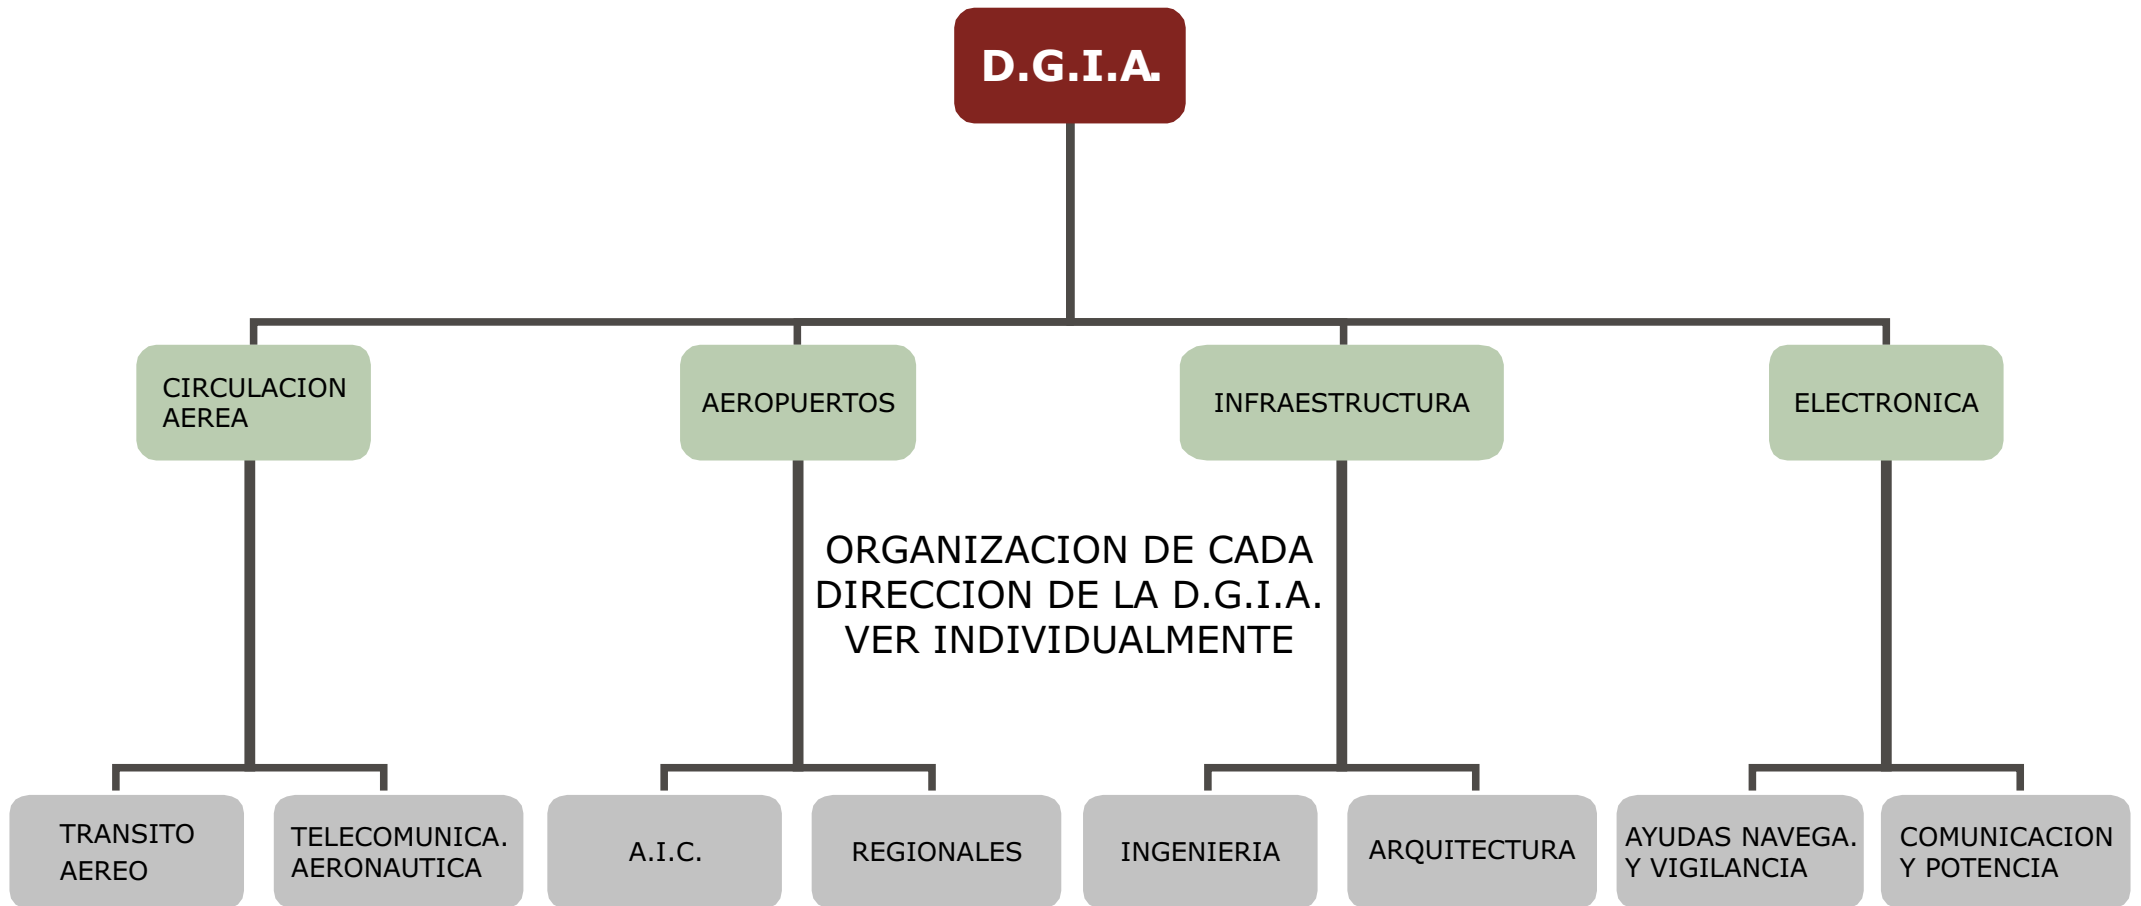 D.G.I.A.
CIRCULACION
AEREA
AEROPUERTOS
INFRAESTRUCTURA
ELECTRONICA
ORGANIZACION DE CADA
DIRECCION DE LA D.G.I.A.
VER INDIVIDUALMENTE
TRANSITO
AEREO
TELECOMUNICA.
AERONAUTICA
A.I.C.
REGIONALES
INGENIERIA
ARQUITECTURA
AYUDAS NAVEGA.
Y VIGILANCIA
COMUNICACION
Y POTENCIA